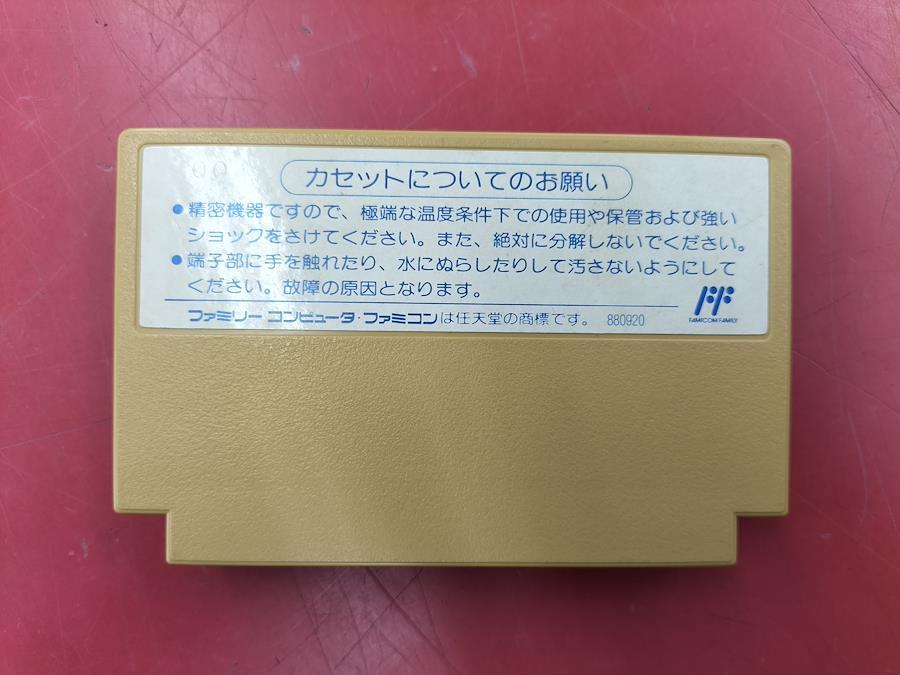 00
カセットについてのお願い
●精密機器ですので、極端な温度条件下での使用や保管および強い
ショックをさけてください。また、絶対に分解しないでください。
●端子部に手を触れたり、水にぬらしたりして汚さないようにして
ください。故障の原因となります。
FF
FAMICOM FAMILY
ファミリー コンピュータ・ファミコンは任天堂の商標です。 880920